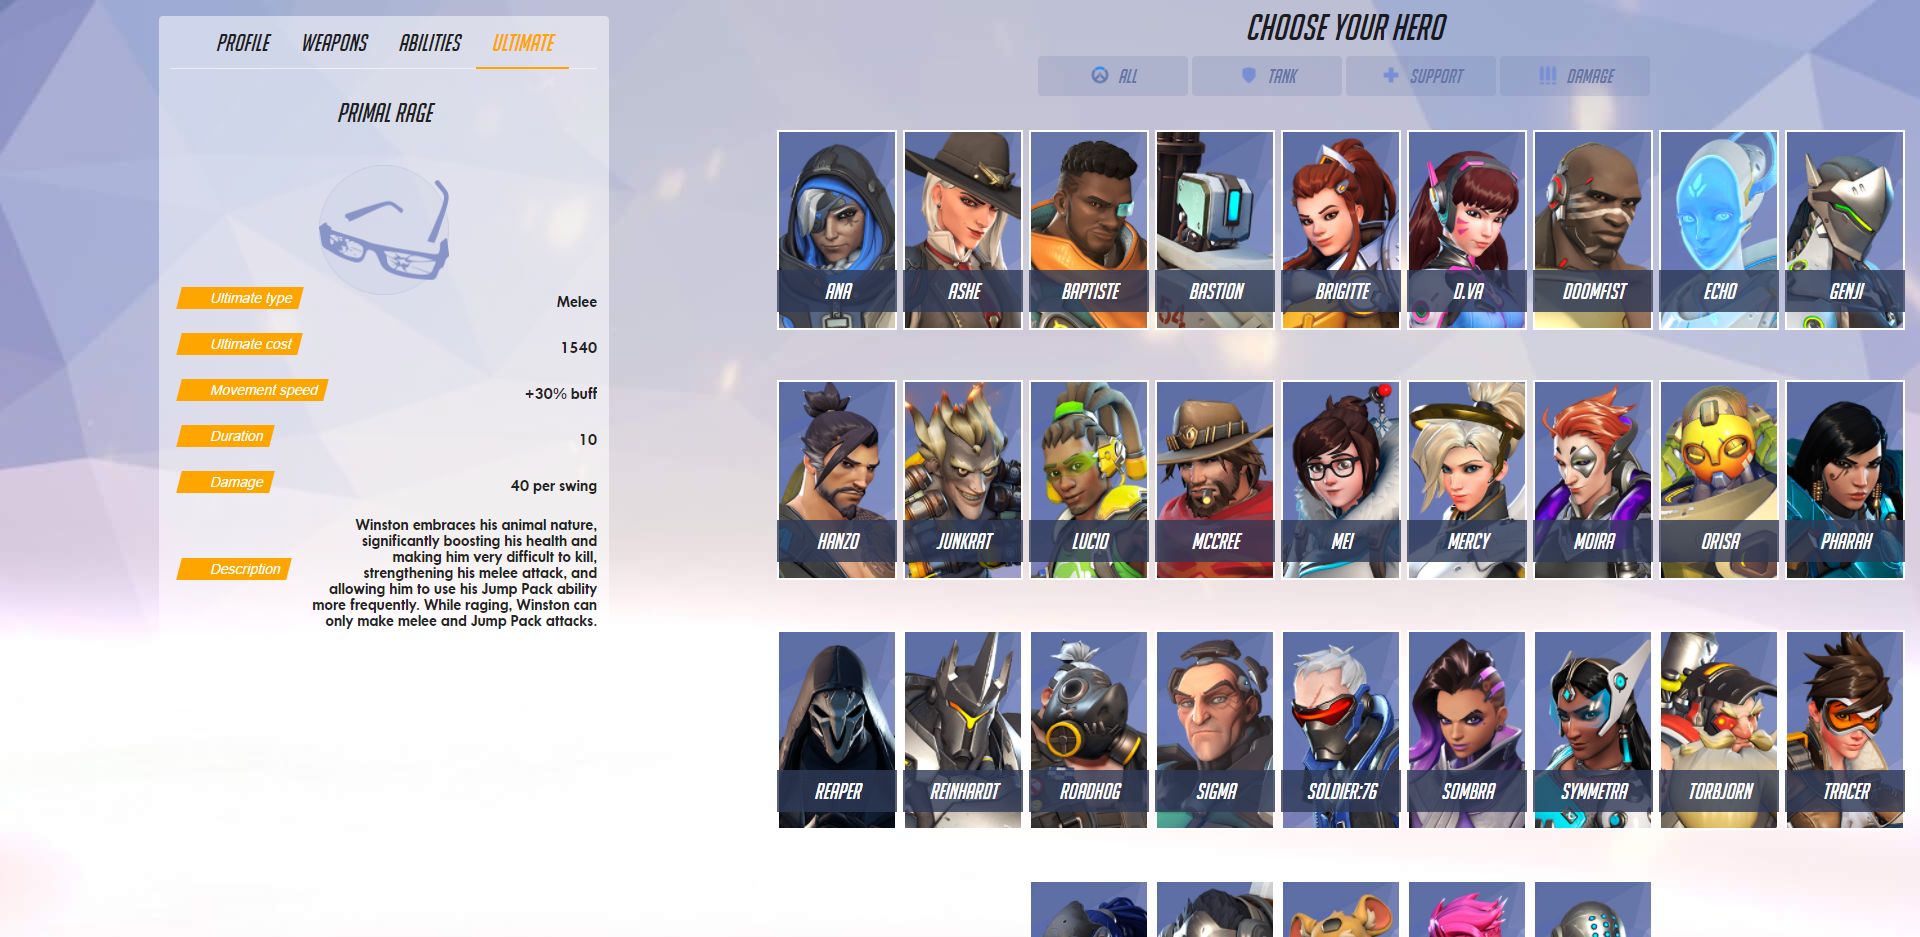 PROFILE WEAPONS ABILITIES ULTIMATE
PRIMAL RAGE
Ultimate type Melee
Ultimate cost 1540
Movement speed +30% buff
Duration 10
Damage 40 per swing
Description
Winston embraces his animal nature,
significantly boosting his health and
making him very difficult to kill,
strengthening his melee attack, and
allowing him to use his Jump Pack ability
more frequently. While raging, Winston can
only make melee and Jump Pack attacks.
CHOOSE YOUR HERO
ALL TANK SUPPORT DAMAGE
ANA ASHE BAPTISTE BASTION BRIGITTE D.VA DOOMFIST ECHO GENJI
HANZO JUNKRAT LUCIO MCCREE MEI MERCY MOIRA ORISA PHARAH
REAPER REINHARDT ROADHOG SIGMA SOLDIER:76 SOMBRA SYMMETRA TORBJORN TRACER